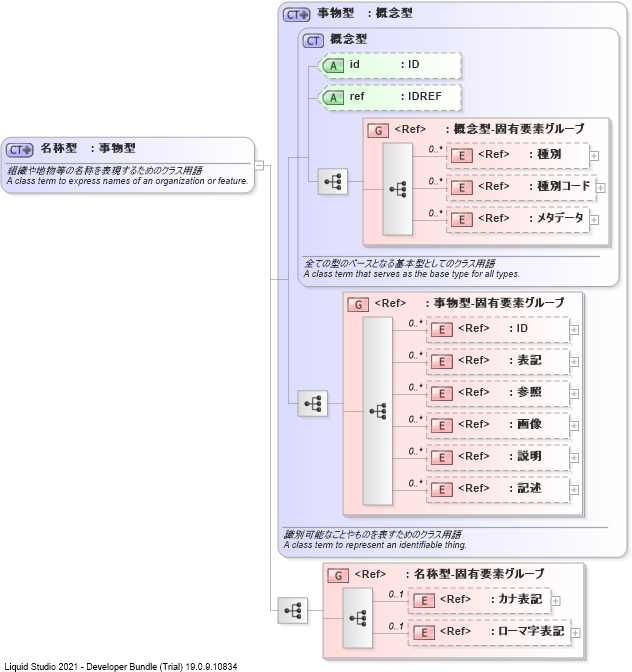 CT 事物型 : 概念型
CT 概念型
A id : ID
A ref : IDREF
G <Ref> : 概念型-固有要素グループ
0..* E <Ref> : 種別
0..* E <Ref> : 種別コード
0..* E <Ref> : メタデータ
全ての型のベースとなる基本型としてのクラス用語
A class term that serves as the base type for all types.
CT 名称型 : 事物型
組織や地物等の名称を表現するためのクラス用語
A class term to express names of an organization or feature.
G <Ref> : 事物型-固有要素グループ
0..* E <Ref> : ID
0..* E <Ref> : 表記
0..* E <Ref> : 参照
0..* E <Ref> : 画像
0..* E <Ref> : 説明
0..* E <Ref> : 記述
識別可能なことやものを表すためのクラス用語
A class term to represent an identifiable thing.
G <Ref> : 名称型-固有要素グループ
0..1 E <Ref> : カナ表記
0..1 E <Ref> : ローマ字表記
Liquid Studio 2021 - Developer Bundle (Trial) 19.0.9.10834